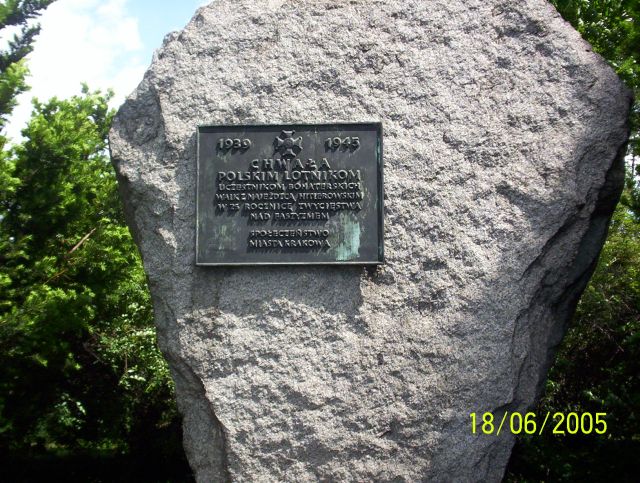 1939 1945
CHWAŁA
POLSKIM LOTNIKOM
UCZESTNIKOM BOHATERSKICH
WALK Z NAJEŹDŹCĄ HITLEROWSKIM
W 25 ROCZNICĘ ZWYCIĘSTWA
NAD FASZYZMEM
SPOŁECZEŃSTWO
MIASTA KRAKOWA
18/06/2005